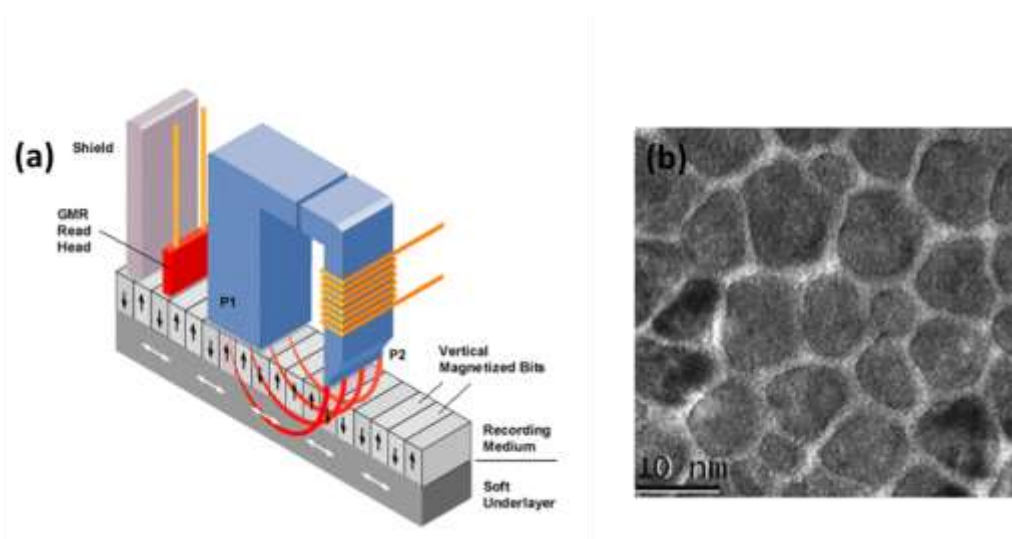 (a)
Shield
GMR
Read
Head
P1
P2
Vertical
Magnetized Bits
Recording
Medium
Soft
Underlayer
(b)
10 nm